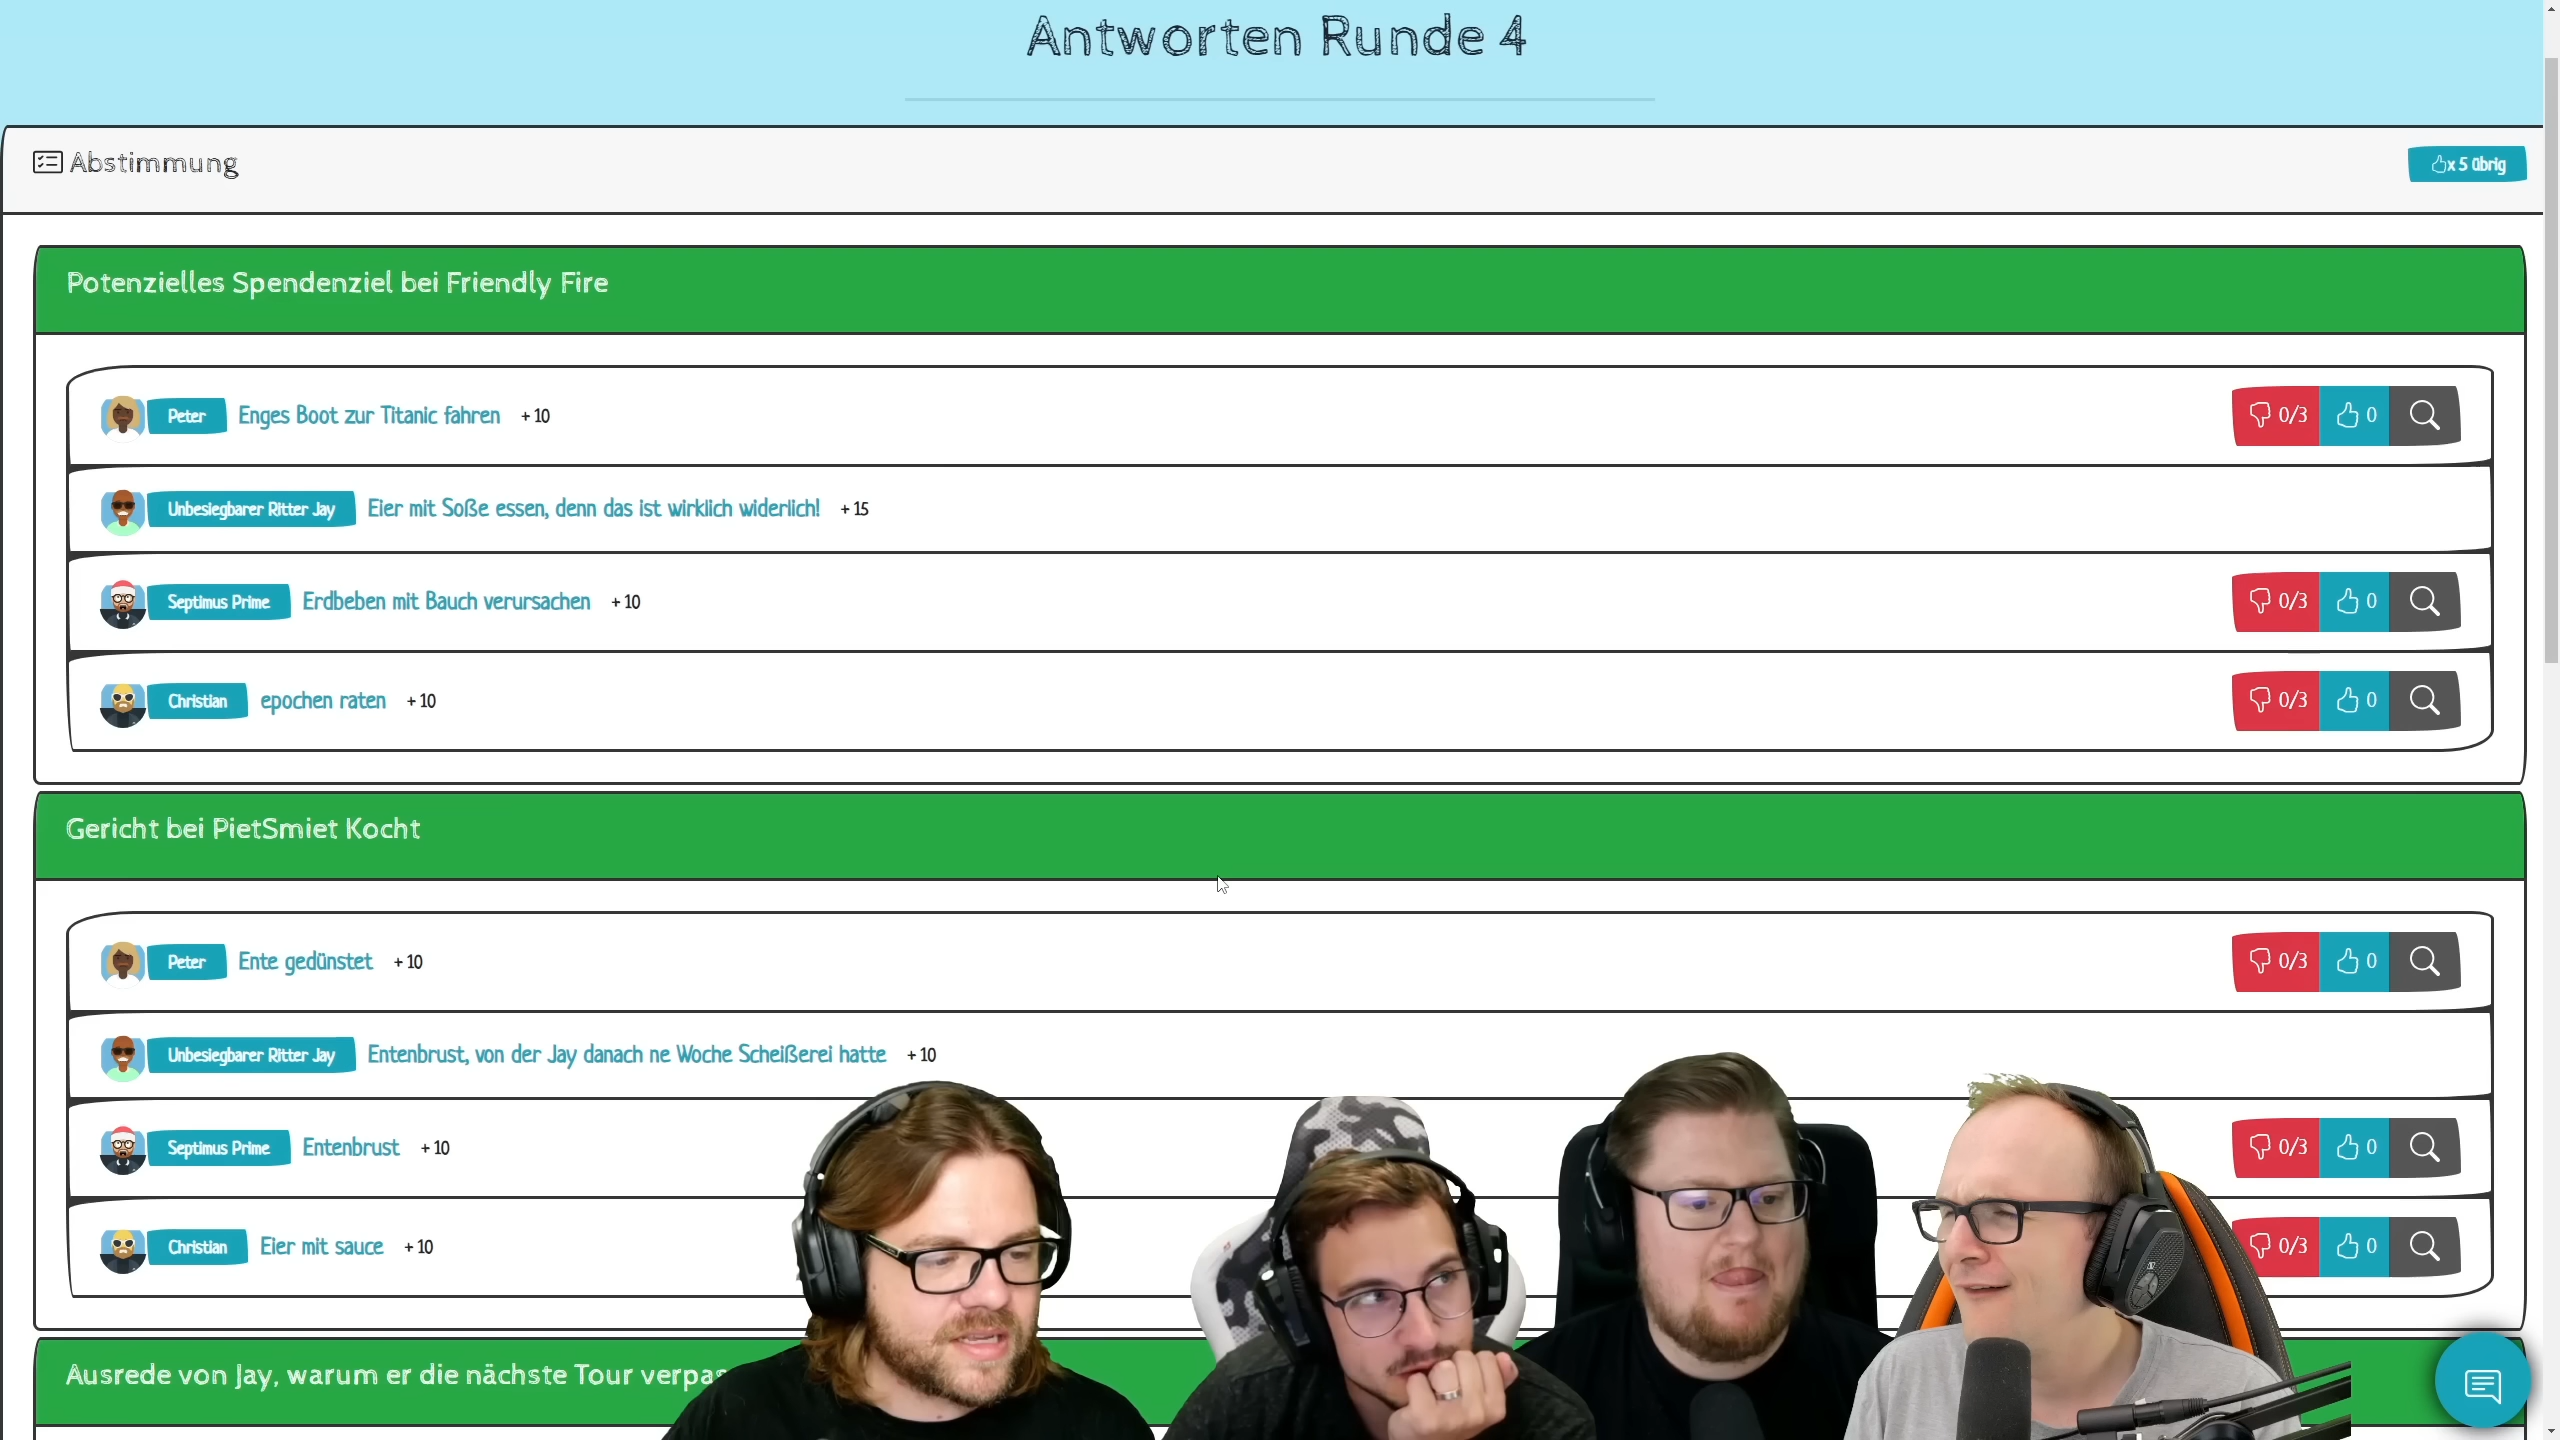 Antworten Runde 4
Abstimmung
x 5 übrig
Potenzielles Spendenziel bei Friendly Fire
Peter Enges Boot zur Titanic fahren + 10 0/3 0
Unbesiegbarer Ritter Jay Eier mit Soße essen, denn das ist wirklich widerlich! + 15
Septimus Prime Erdbeben mit Bauch verursachen + 10 0/3 0
Christian epochen raten + 10 0/3 0
Gericht bei PietSmiet Kocht
Peter Ente gedünstet + 10 0/3 0
Unbesiegbarer Ritter Jay Entenbrust, von der Jay danach ne Woche Scheißerei hatte + 10
Septimus Prime Entenbrust + 10 0/3 0
Christian Eier mit sauce + 10 0/3 0
Ausrede von Jay, warum er die nächste Tour verpas